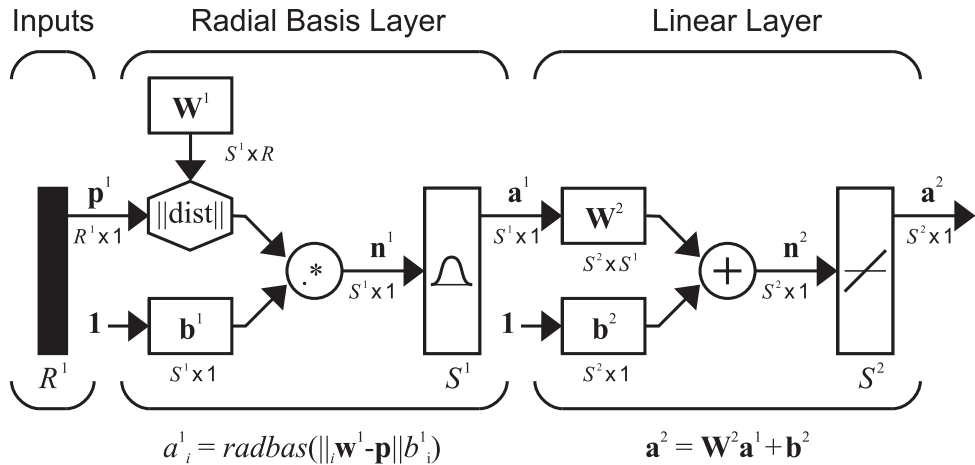 Inputs Radial Basis Layer Linear Layer
W¹
S¹ x R
p¹ ||dist|| a¹ W² a²
R¹ x 1 S¹ x 1 S² x S¹ S² x 1
.* n¹ + n²
S¹ x 1 S² x 1
1 b¹ 1 b²
S¹ x 1 S² x 1
R¹ S¹ S²
a¹ᵢ = radbas(||ᵢw¹-p||b¹ᵢ) a² = W²a¹ + b²